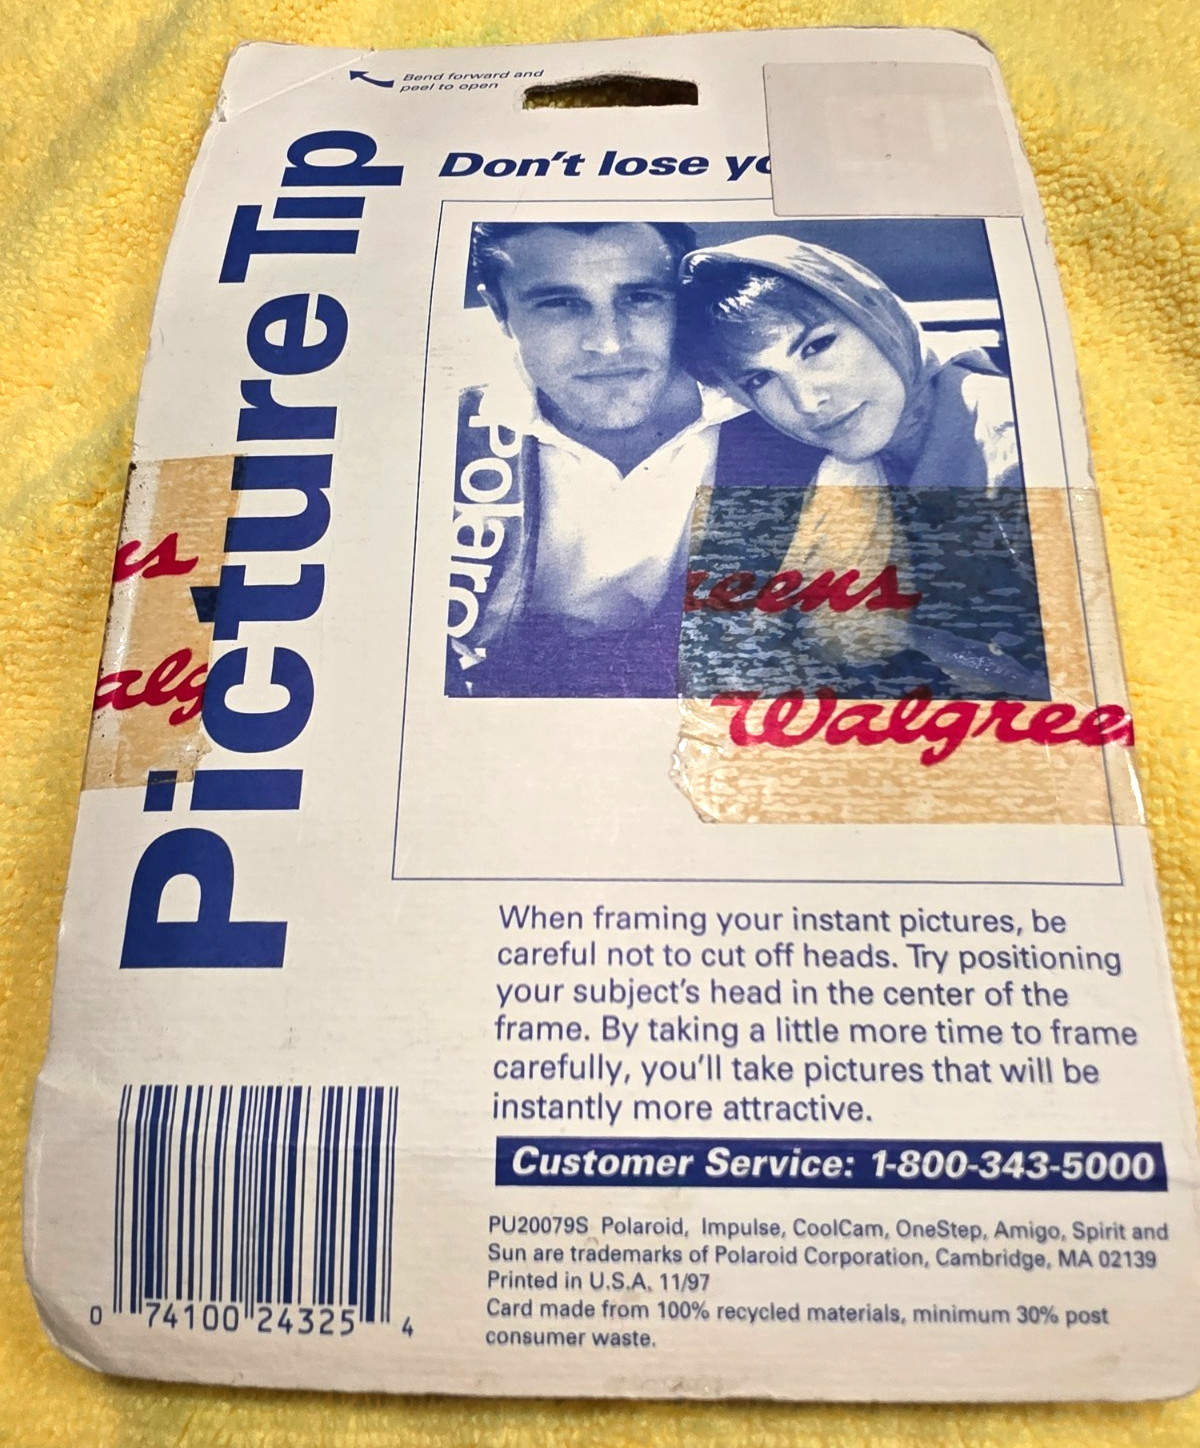 Bend forward and
peel to open
Picture Tip
Don't lose
Polaro
eens
Walgree
s
alg
When framing your instant pictures, be
careful not to cut off heads. Try positioning
your subject's head in the center of the
frame. By taking a little more time to frame
carefully, you'll take pictures that will be
instantly more attractive.
Customer Service: 1-800-343-5000
PU20079S Polaroid, Impulse, CoolCam, OneStep, Amigo, Spirit and
Sun are trademarks of Polaroid Corporation, Cambridge, MA 02139
Printed in U.S.A. 11/97
Card made from 100% recycled materials, minimum 30% post
consumer waste.
0 74100 24325 4